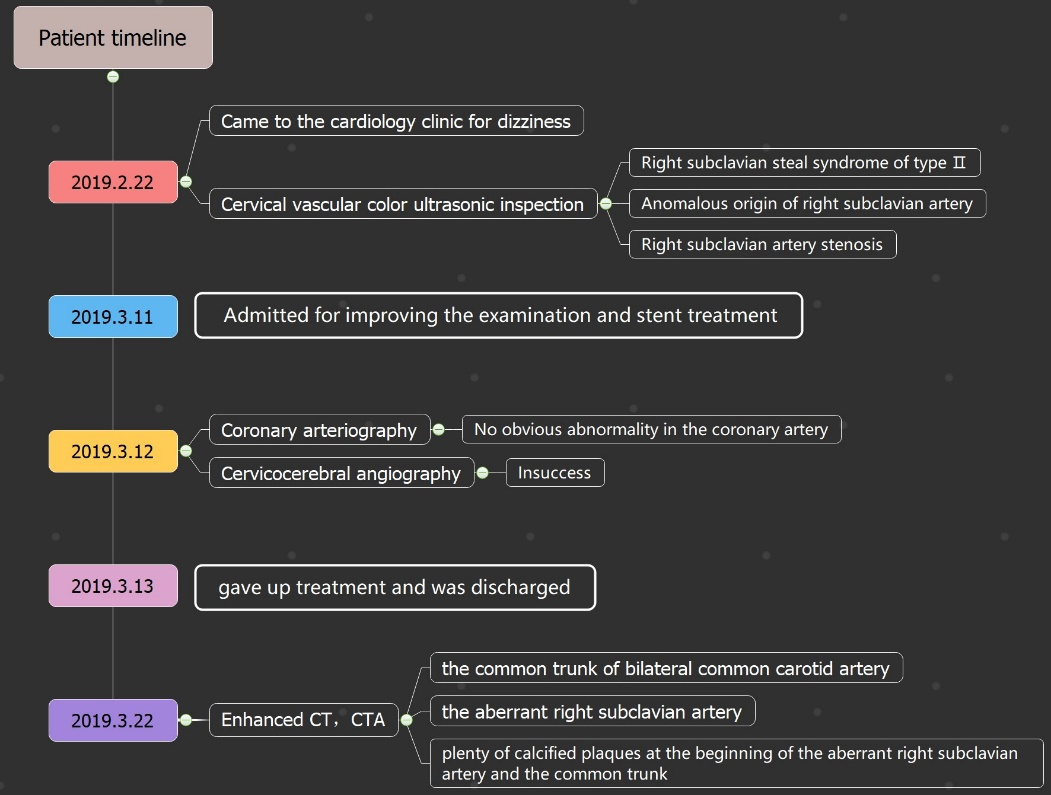 Patient timeline
2019.2.22
Came to the cardiology clinic for dizziness
Cervical vascular color ultrasonic inspection
Right subclavian steal syndrome of type Ⅱ
Anomalous origin of right subclavian artery
Right subclavian artery stenosis
2019.3.11
Admitted for improving the examination and stent treatment
2019.3.12
Coronary arteriography
No obvious abnormality in the coronary artery
Cervicocerebral angiography
Insuccess
2019.3.13
gave up treatment and was discharged
2019.3.22
Enhanced CT，CTA
the common trunk of bilateral common carotid artery
the aberrant right subclavian artery
plenty of calcified plaques at the beginning of the aberrant right subclavian
artery and the common trunk